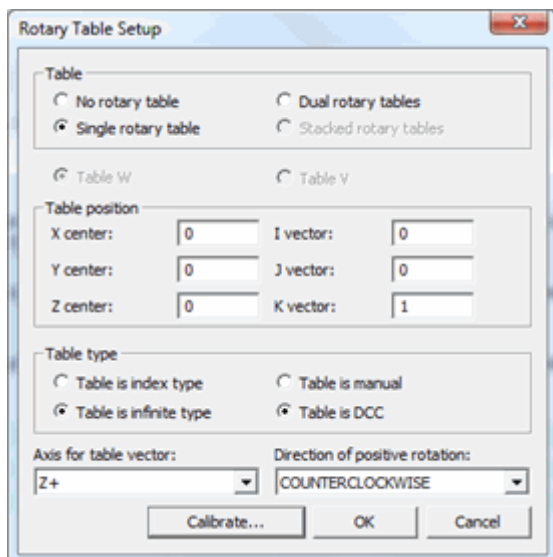 Rotary Table Setup
Table
No rotary table Dual rotary tables
Single rotary table Stacked rotary tables
Table W Table V
Table position
X center: 0 I vector: 0
Y center: 0 J vector: 0
Z center: 0 K vector: 1
Table type
Table is index type Table is manual
Table is infinite type Table is DCC
Axis for table vector: Direction of positive rotation:
Z+ COUNTERCLOCKWISE
Calibrate... OK Cancel